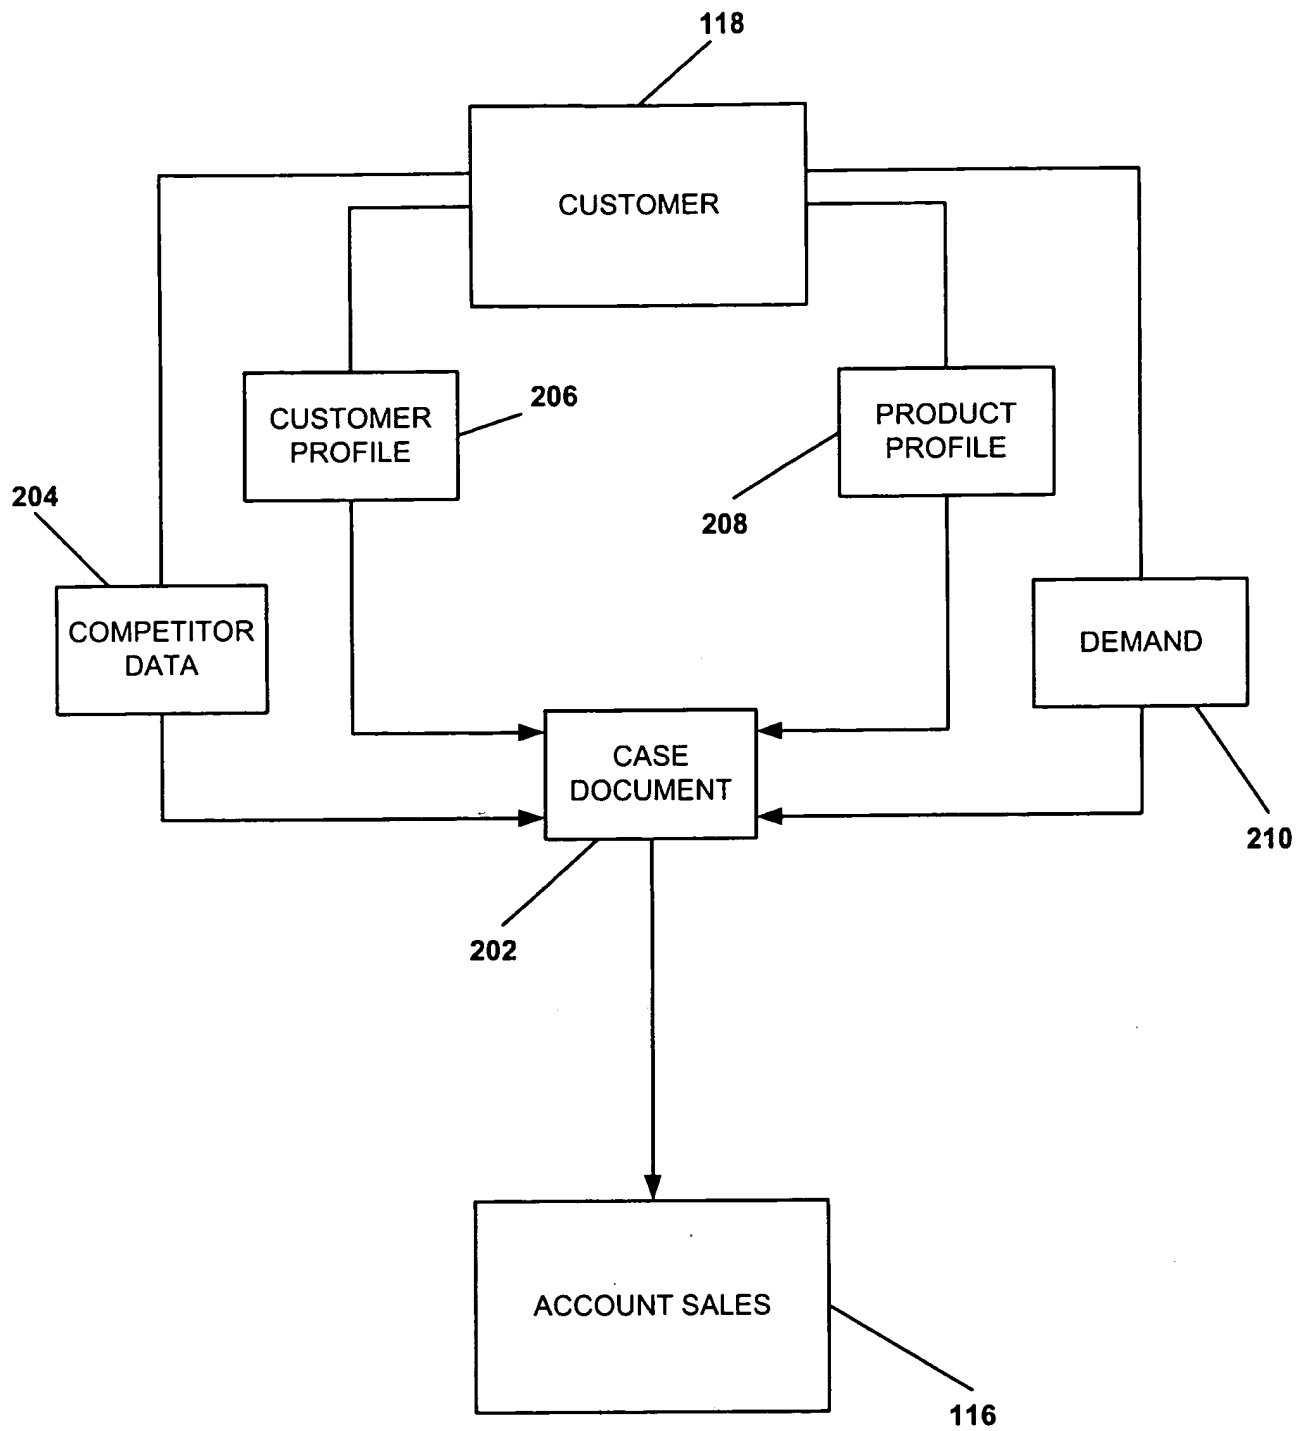 118
CUSTOMER
206
CUSTOMER
PROFILE
PRODUCT
PROFILE
204
208
COMPETITOR
DATA
DEMAND
CASE
DOCUMENT
210
202
ACCOUNT SALES
116